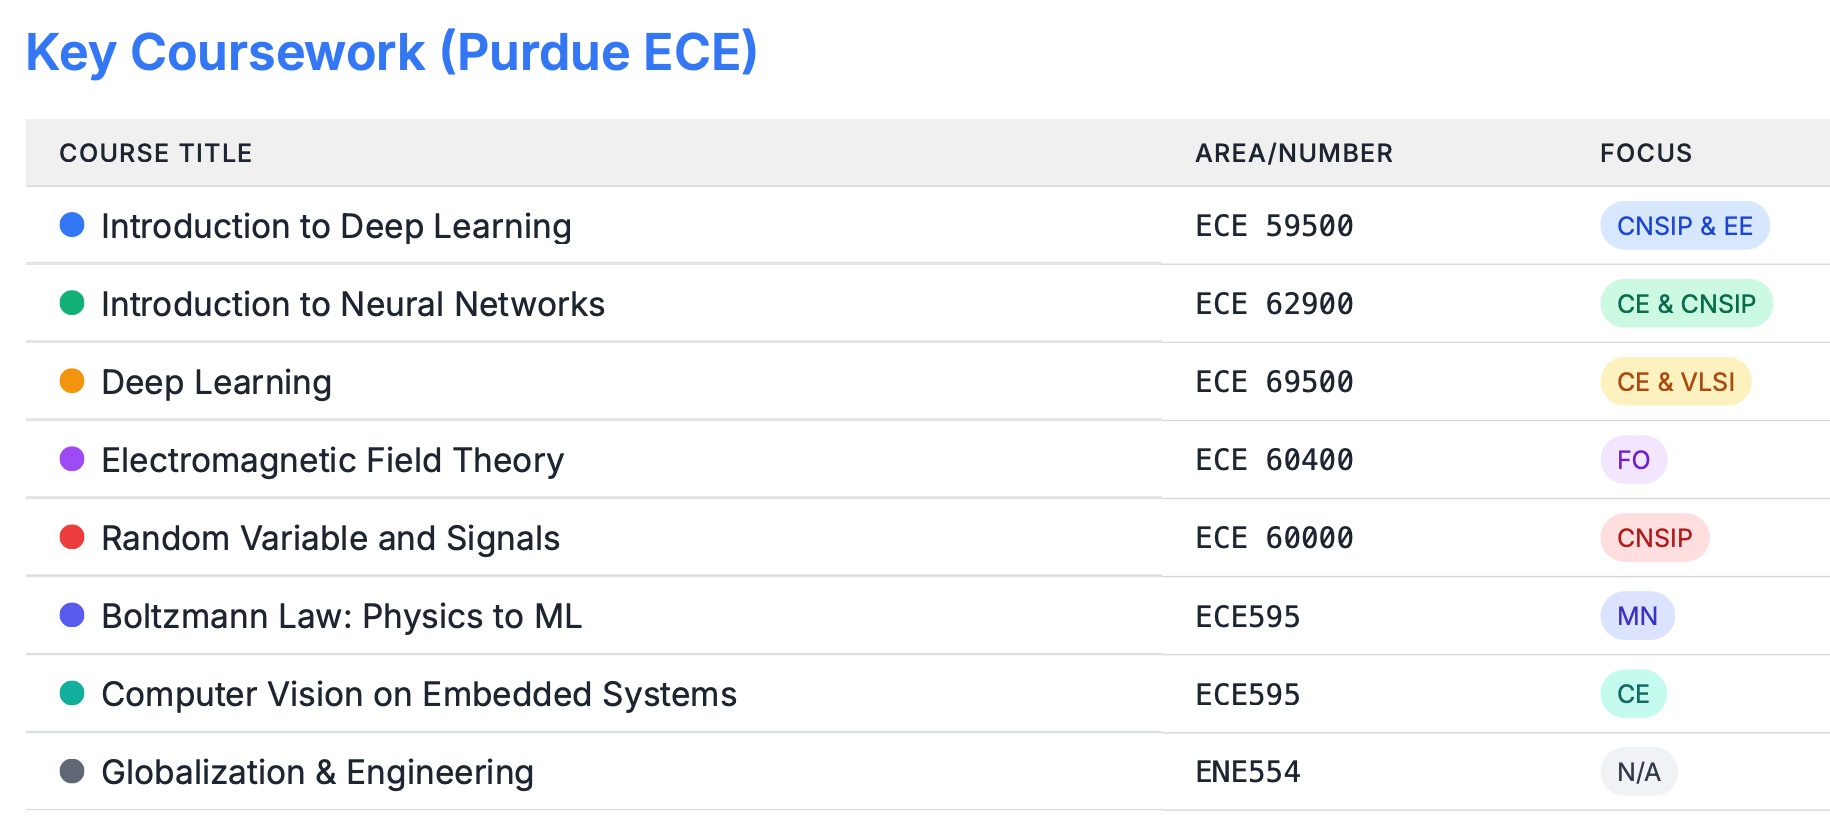 Key Coursework (Purdue ECE)
COURSE TITLE AREA/NUMBER FOCUS
Introduction to Deep Learning ECE 59500 CNSIP & EE
Introduction to Neural Networks ECE 62900 CE & CNSIP
Deep Learning ECE 69500 CE & VLSI
Electromagnetic Field Theory ECE 60400 FO
Random Variable and Signals ECE 60000 CNSIP
Boltzmann Law: Physics to ML ECE595 MN
Computer Vision on Embedded Systems ECE595 CE
Globalization & Engineering ENE554 N/A